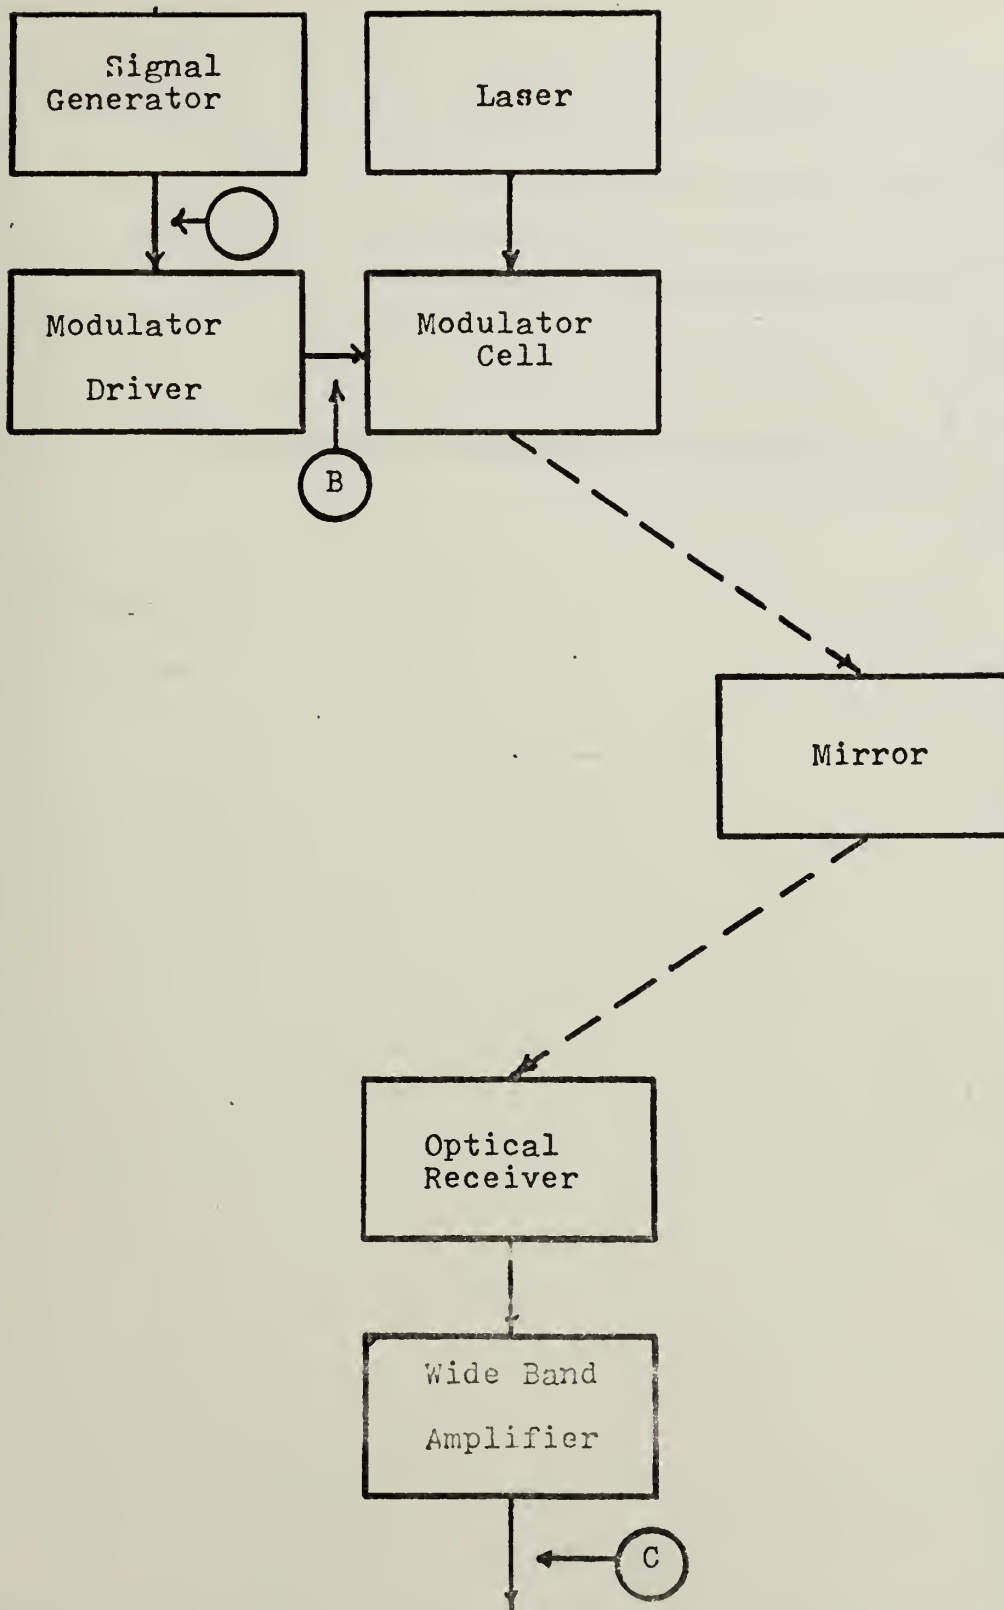 Signal
Generator
Laser
Modulator
Driver
Modulator
Cell
B
Mirror
Optical
Receiver
Wide Band
Amplifier
C